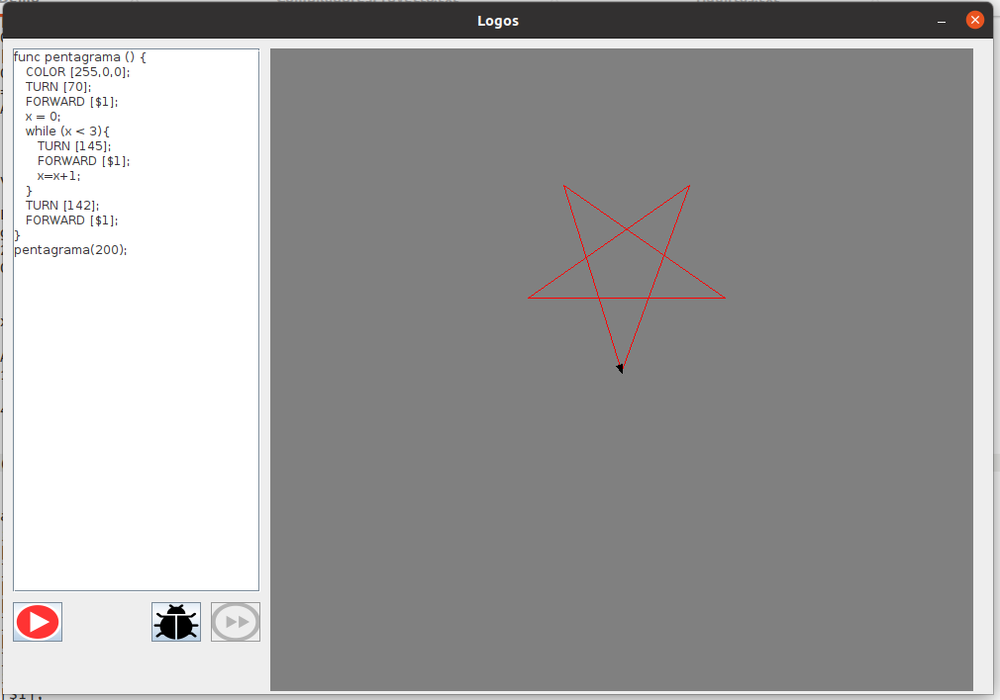 Logos
func pentagrama () {
COLOR [255,0,0];
TURN [70];
FORWARD [$1];
x = 0;
while (x < 3){
TURN [145];
FORWARD [$1];
x=x+1;
}
TURN [142];
FORWARD [$1];
}
pentagrama(200);